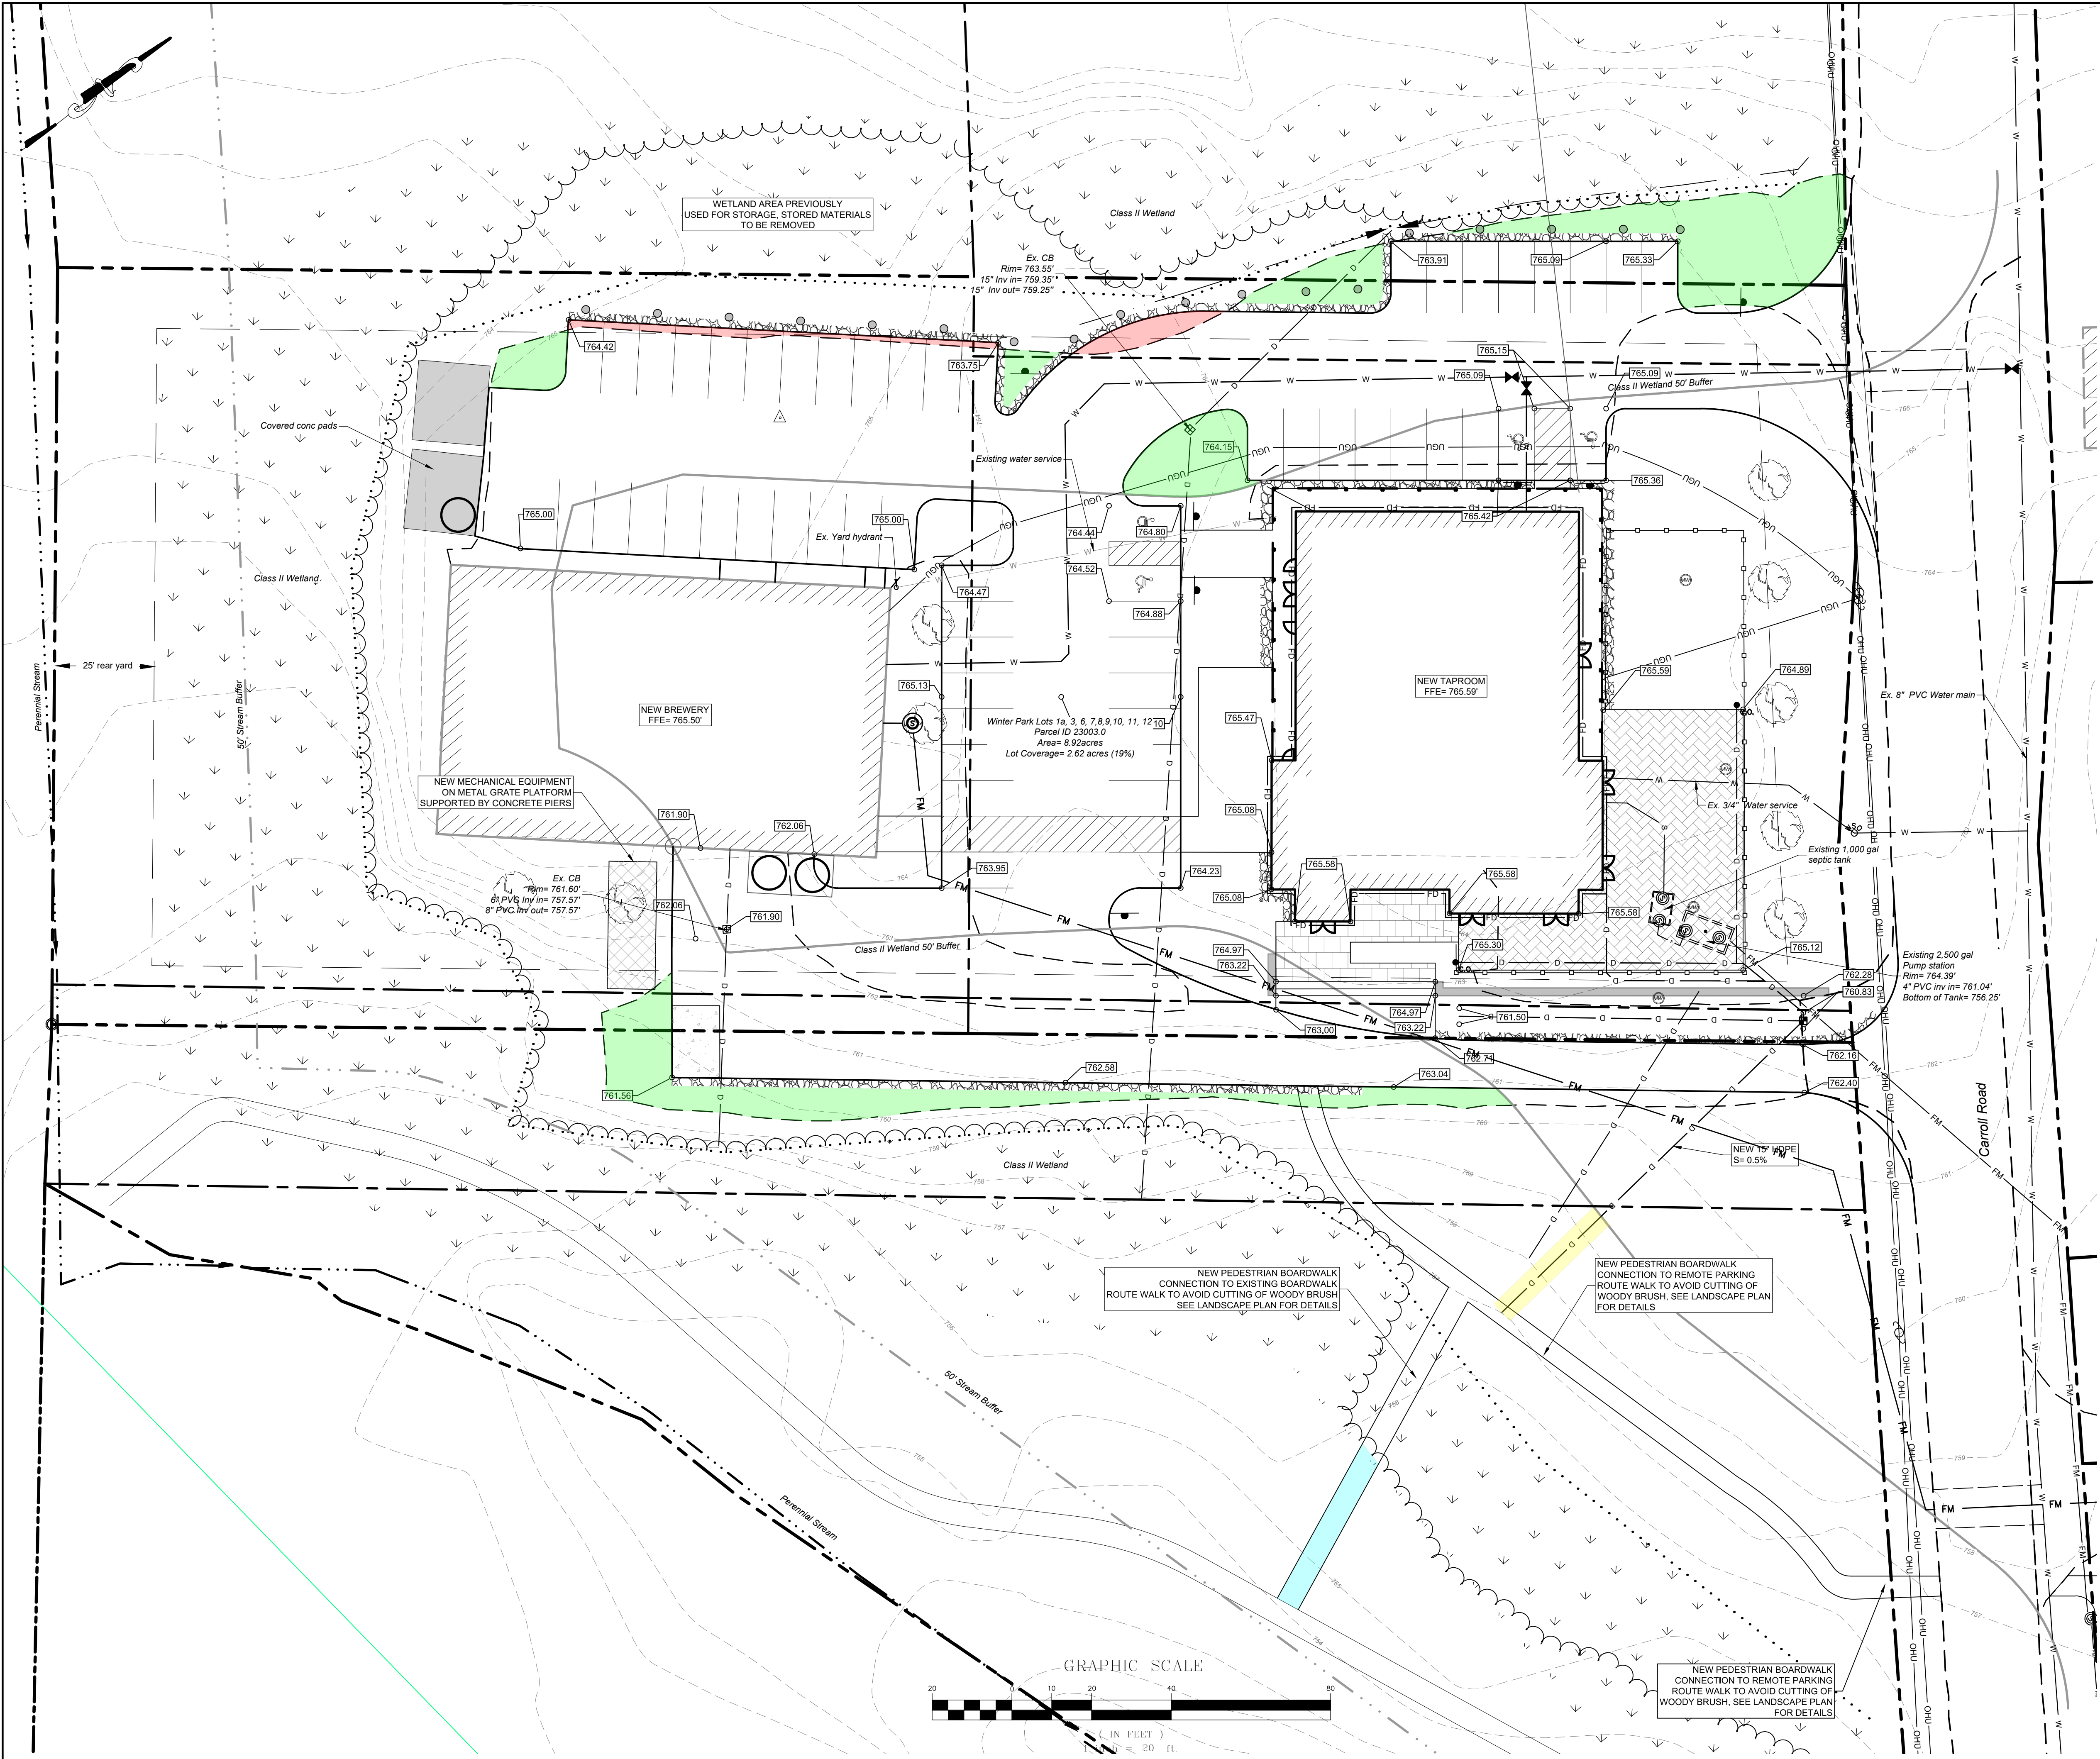 WETLAND AREA PREVIOUSLY
USED FOR STORAGE, STORED MATERIALS
TO BE REMOVED
Class II Wetland
Ex. CB
Rim= 763.55'
15" Inv in= 759.35'
15" Inv out= 759.25"
763.91
765.09
765.33
764.42
763.75
765.15
765.09
765.09
Class II Wetland 50' Buffer
Covered conc pads
Existing water service
764.15
765.36
765.42
765.00
765.00
764.44
764.80
Ex. Yard hydrant
764.52
764.47
764.88
Class II Wetland
25' rear yard
Perennial Stream
50' Stream Buffer
NEW BREWERY
FFE= 765.50'
765.13
Winter Park Lots 1a, 3, 6, 7,8,9,10, 11, 12
Parcel ID 23003.0
Area= 8.92acres
Lot Coverage= 2.62 acres (19%)
10
NEW TAPROOM
FFE= 765.59'
765.59
764.89
Ex. 8" PVC Water main
765.47
NEW MECHANICAL EQUIPMENT
ON METAL GRATE PLATFORM
SUPPORTED BY CONCRETE PIERS
761.90
762.06
765.08
Ex. 3/4" Water service
Existing 1,000 gal
septic tank
Ex. CB
Rim= 761.60'
6" PVC Inv in= 757.57'
8" PVC Inv out= 757.57'
762.06
761.90
763.95
764.23
765.08
765.58
765.58
765.58
Class II Wetland 50' Buffer
764.97
763.22
765.30
765.12
762.28
760.83
Existing 2,500 gal
Pump station
Rim= 764.39'
4" PVC inv in= 761.04'
Bottom of Tank= 756.25'
763.00
764.97
763.22
761.50
762.71
762.16
761.56
762.58
763.04
762.40
Carroll Road
NEW 15" HDPE
S= 0.5%
Class II Wetland
NEW PEDESTRIAN BOARDWALK
CONNECTION TO EXISTING BOARDWALK
ROUTE WALK TO AVOID CUTTING OF WOODY BRUSH
SEE LANDSCAPE PLAN FOR DETAILS
NEW PEDESTRIAN BOARDWALK
CONNECTION TO REMOTE PARKING
ROUTE WALK TO AVOID CUTTING OF
WOODY BRUSH, SEE LANDSCAPE PLAN
FOR DETAILS
50' Stream Buffer
Perennial Stream
NEW PEDESTRIAN BOARDWALK
CONNECTION TO REMOTE PARKING
ROUTE WALK TO AVOID CUTTING OF
WOODY BRUSH, SEE LANDSCAPE PLAN
FOR DETAILS
GRAPHIC SCALE
20 0 10 20 40 80
( IN FEET )
= 20 ft.